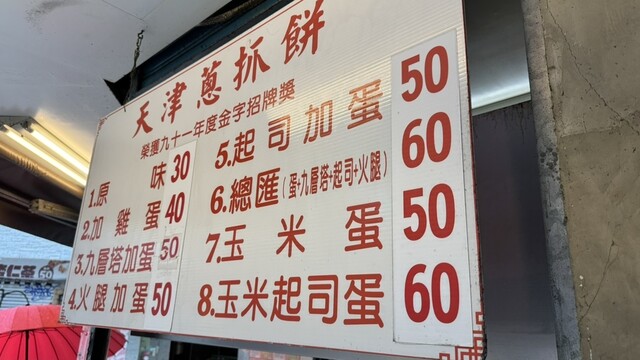 天津蔥抓餅
榮獲九十一年度金字招牌獎
1.原味 30
2.加雞蛋 40
3.九層塔加蛋 50
4.火腿加蛋 50
5.起司加蛋 50
6.總匯(蛋+九層塔+起司+火腿) 60
7.玉米蛋 50
8.玉米起司蛋 60